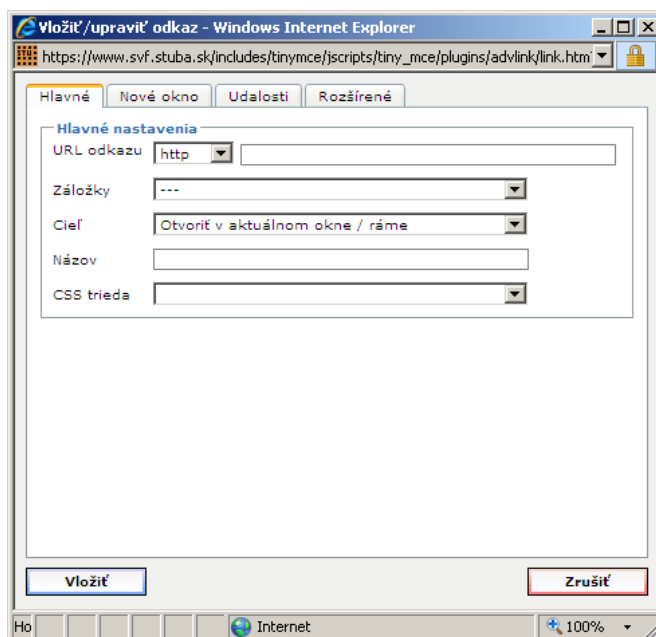 Vložiť/upraviť odkaz - Windows Internet Explorer
https://www.svf.stuba.sk/includes/tinymce/jscripts/tiny_mce/plugins/advlink/link.htm
Hlavné Nové okno Udalosti Rozšírené
Hlavné nastavenia
URL odkazu http
Záložky ---
Cieľ Otvoriť v aktuálnom okne / ráme
Názov
CSS trieda
Vložiť Zrušiť
Ho Internet 100%